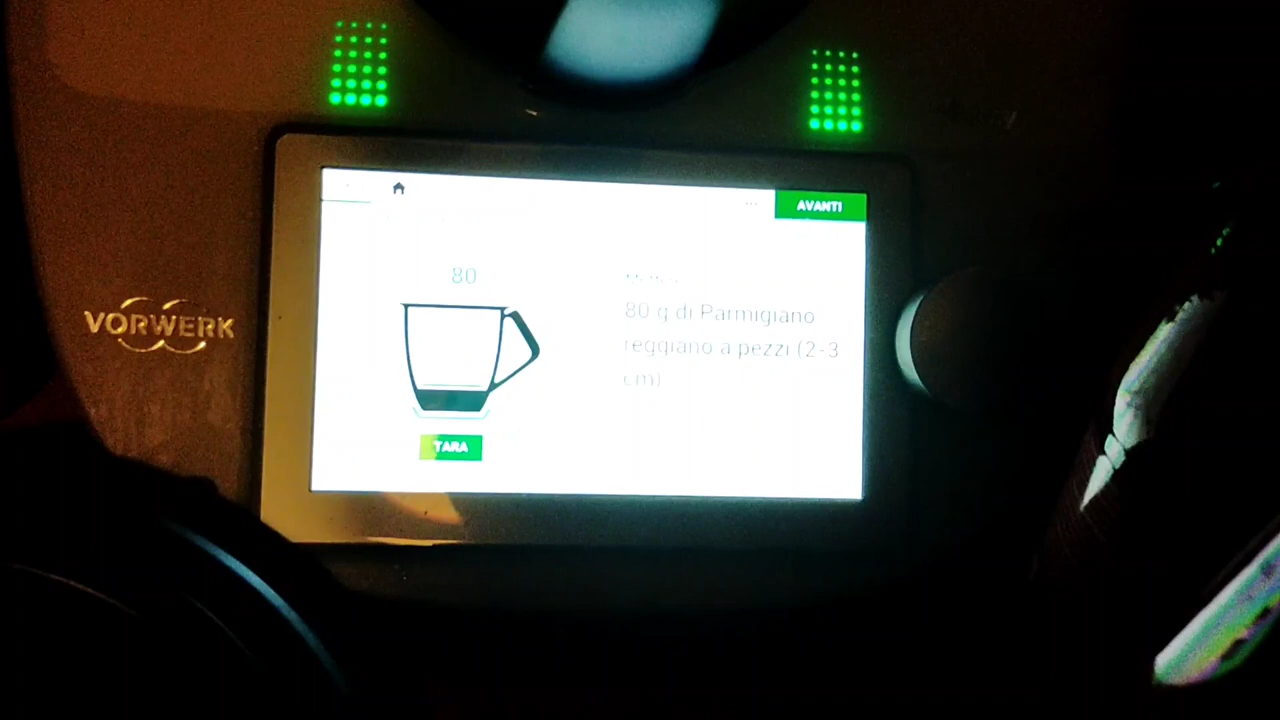 AVANTI
80
80 g di Parmigiano
reggiano a pezzi (2-3
cm)
VORWERK
TARA